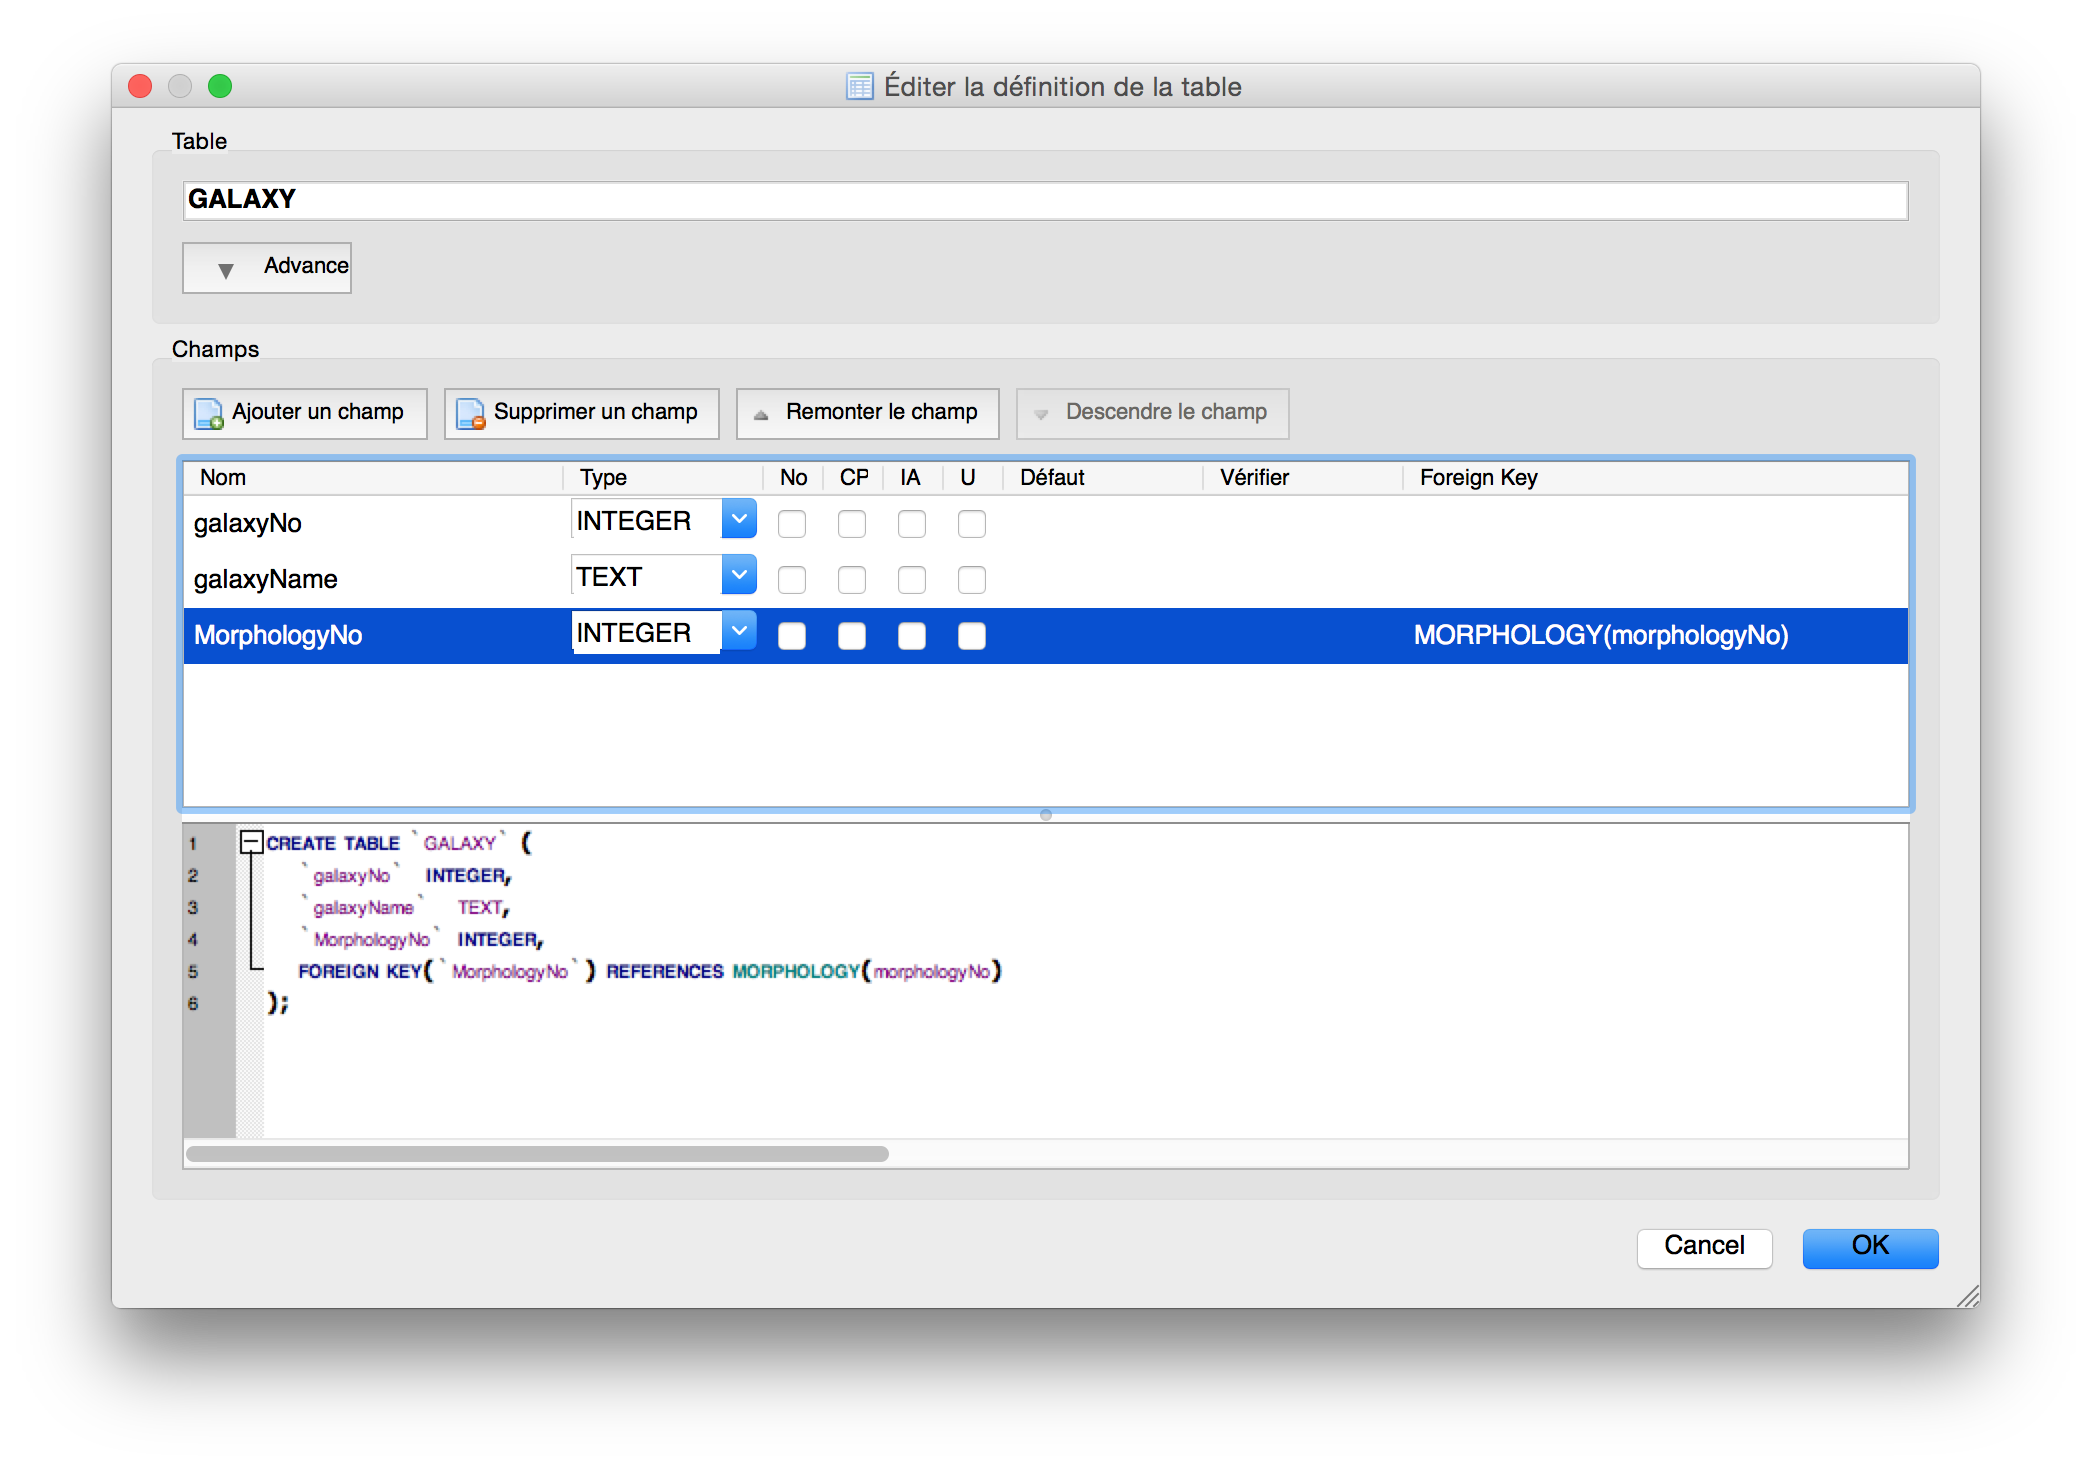 Éditer la définition de la table
Table
GALAXY
Advance
Champs
Ajouter un champ Supprimer un champ Remonter le champ Descendre le champ
Nom Type No CP IA U Défaut Vérifier Foreign Key
galaxyNo INTEGER
galaxyName TEXT
MorphologyNo INTEGER MORPHOLOGY(morphologyNo)
1 CREATE TABLE `GALAXY` (
2 `galaxyNo` INTEGER,
3 `galaxyName` TEXT,
4 `MorphologyNo` INTEGER,
5 FOREIGN KEY(`MorphologyNo`) REFERENCES MORPHOLOGY(morphologyNo)
6 );
Cancel OK